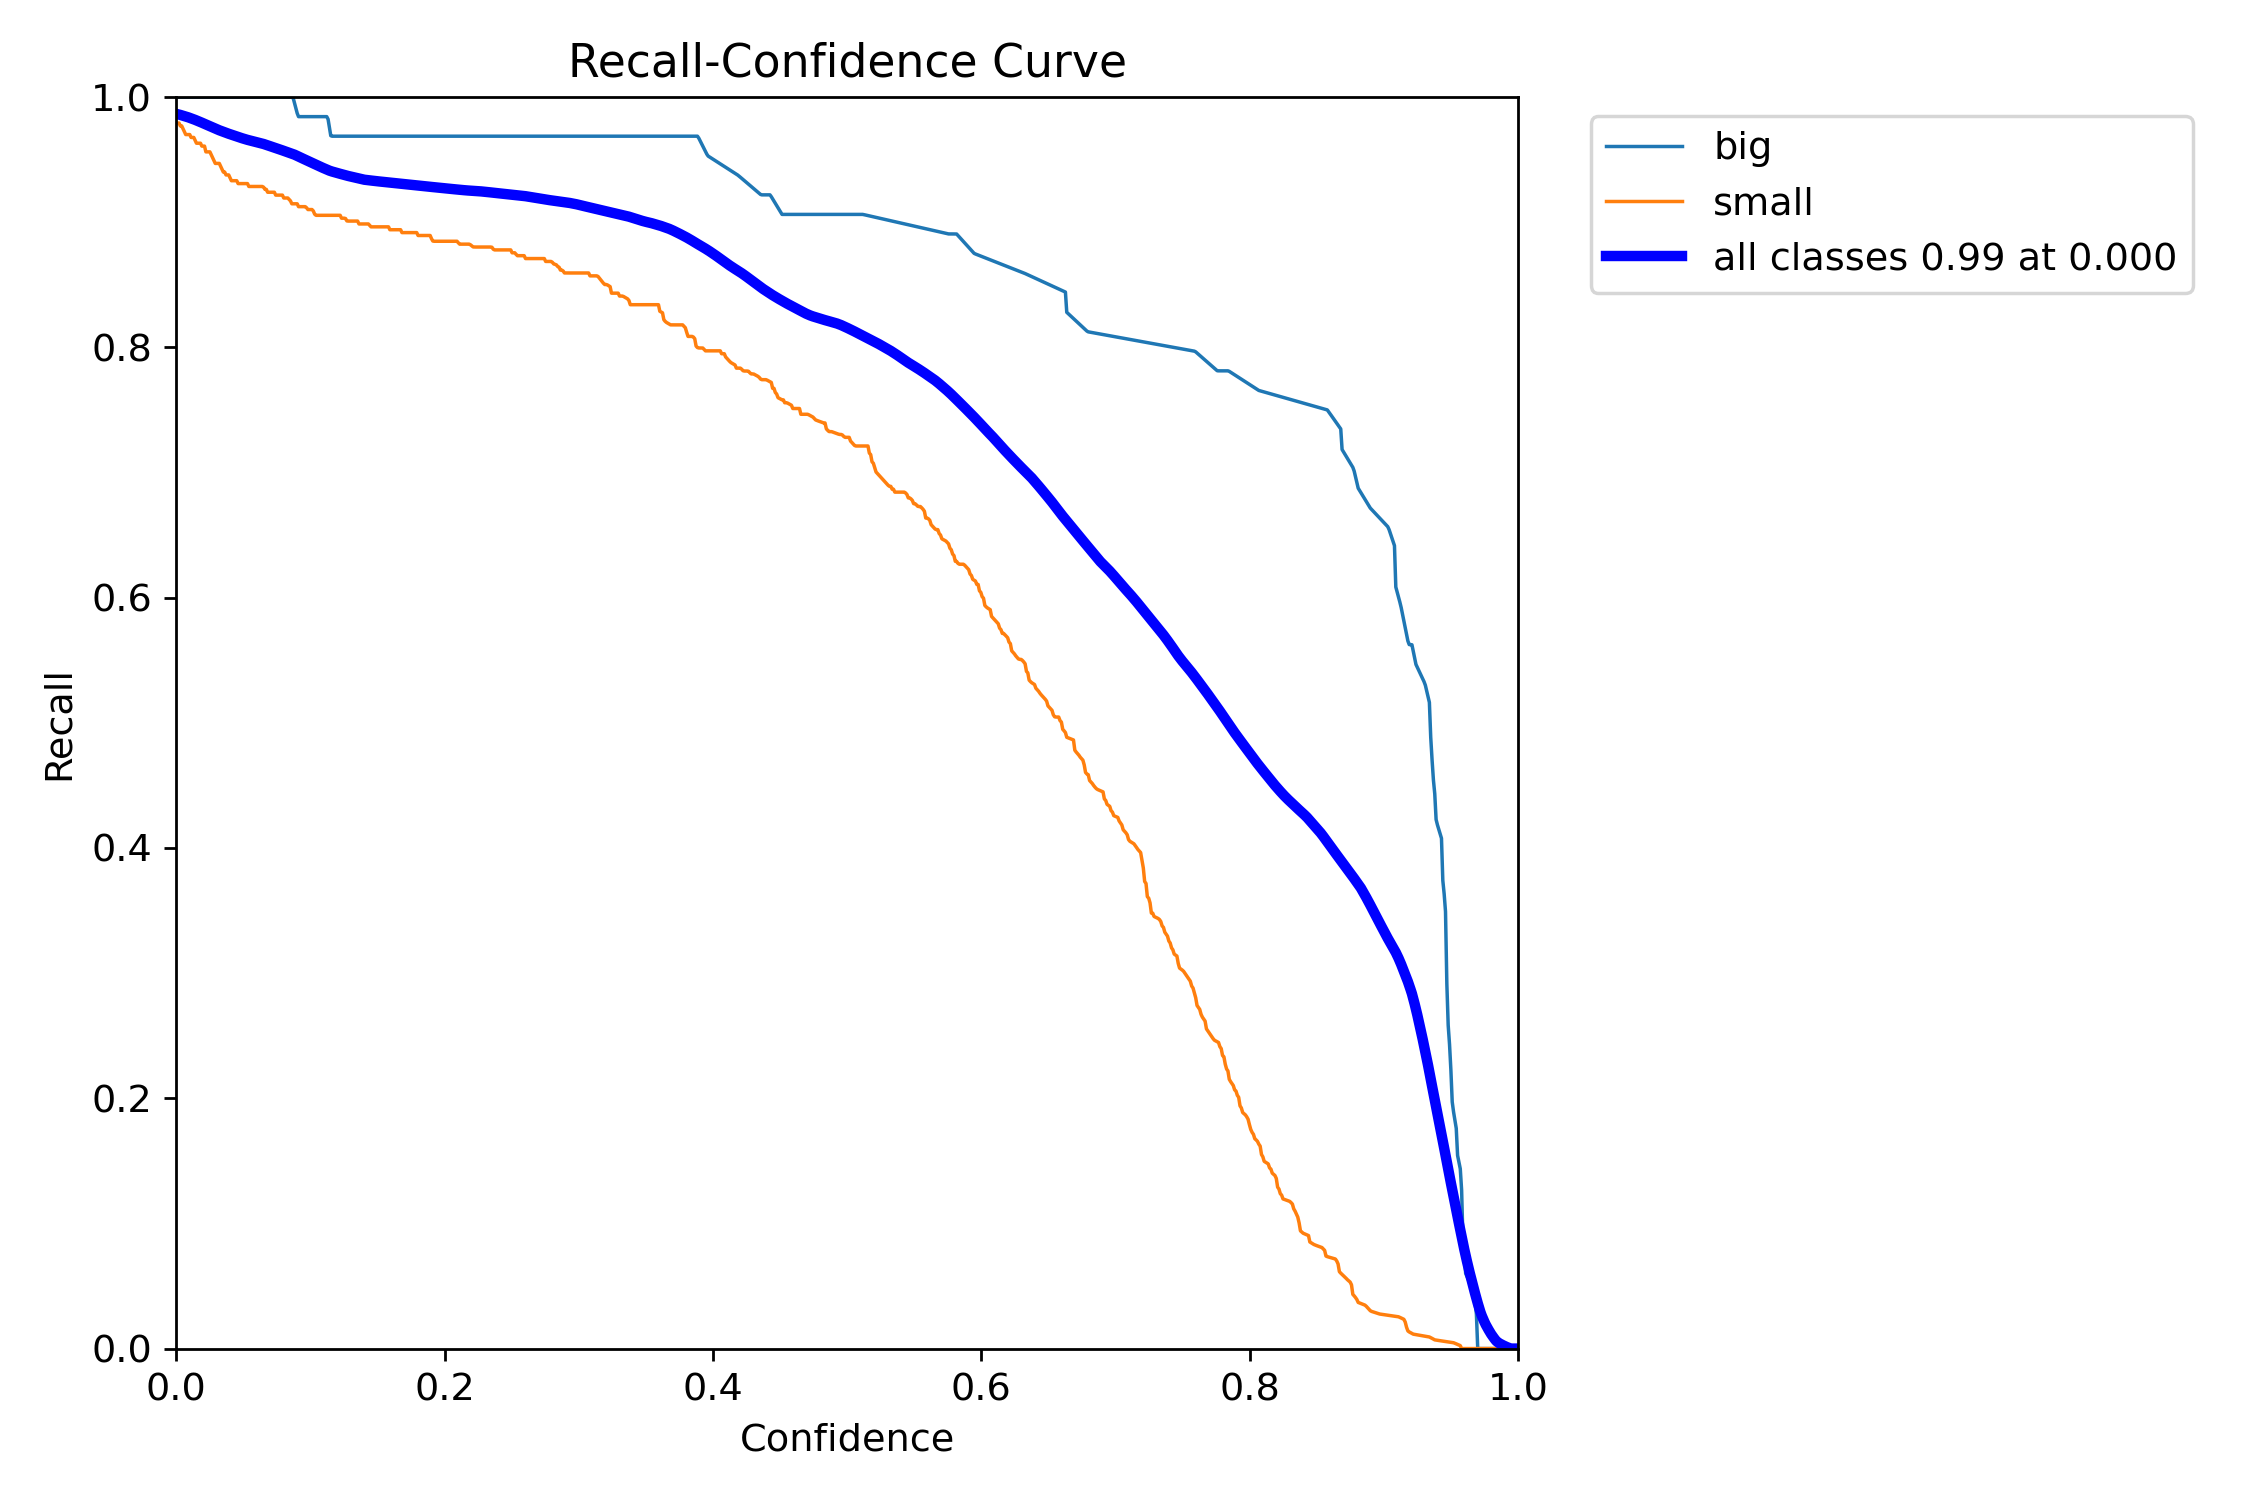 Recall-Confidence Curve
1.0
0.8
0.6
0.4
0.2
0.0
Recall
0.0 0.2 0.4 0.6 0.8 1.0
Confidence
big
small
all classes 0.99 at 0.000